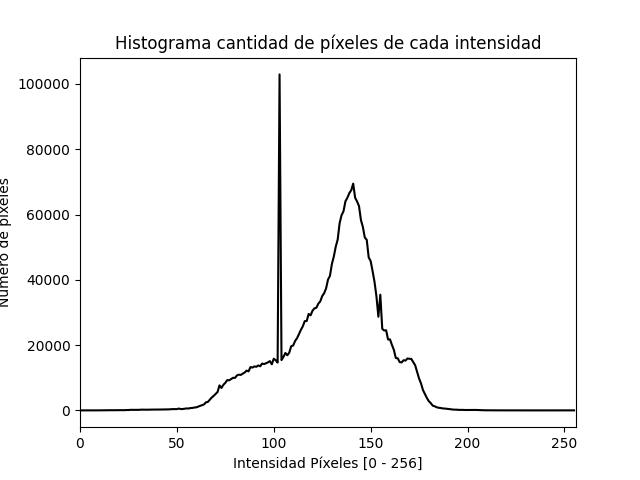 Histograma cantidad de píxeles de cada intensidad
100000
80000
60000
40000
20000
0
Número de píxeles
0 50 100 150 200 250
Intensidad Píxeles [0 - 256]